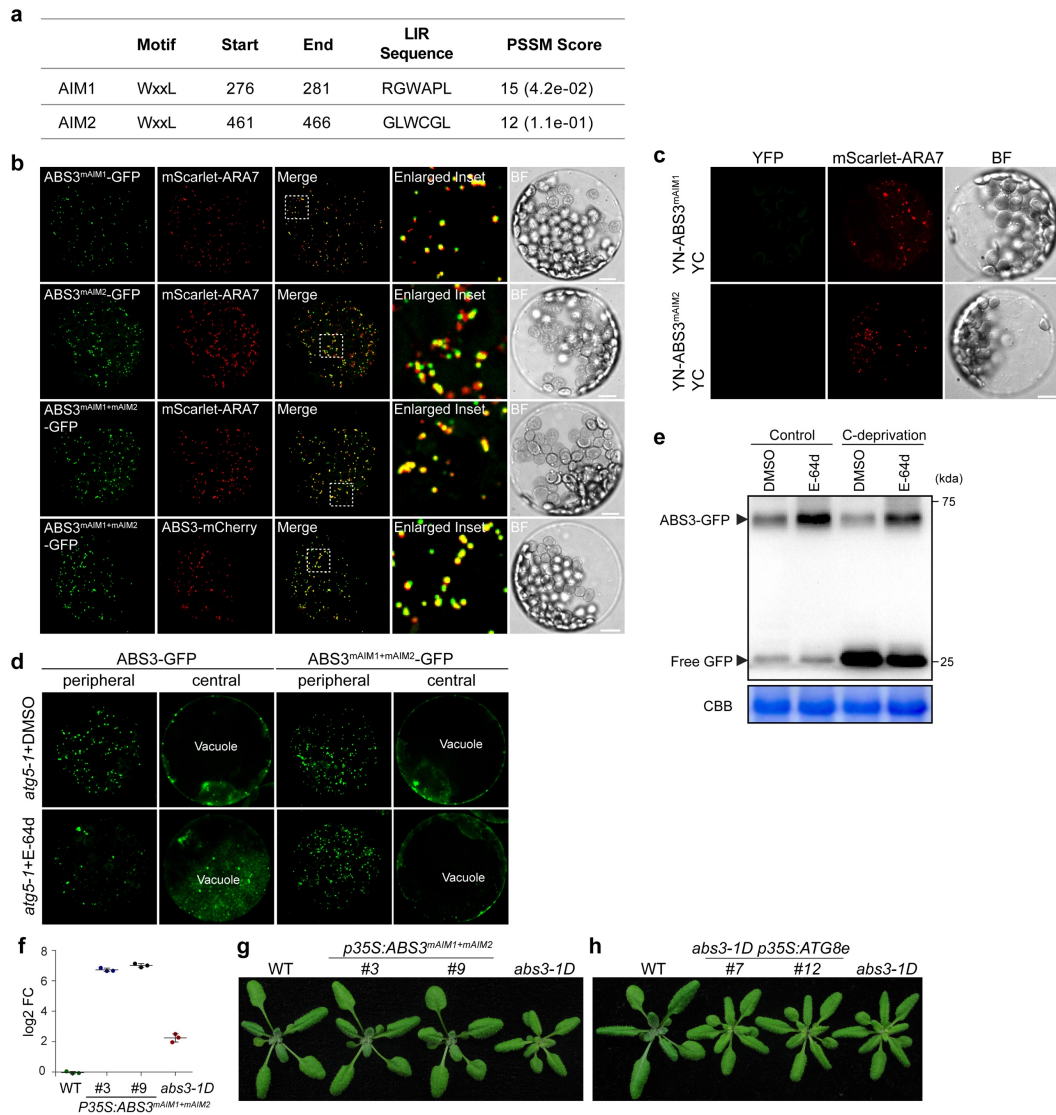 a
Motif Start End LIR Sequence PSSM Score
AIM1 WxxL 276 281 RGWAPL 15 (4.2e-02)
AIM2 WxxL 461 466 GLWCGL 12 (1.1e-01)
b
ABS3mAIM1-GFP mScarlet-ARA7 Merge Enlarged Inset BF
ABS3mAIM2-GFP mScarlet-ARA7 Merge Enlarged Inset BF
ABS3mAIM1+mAIM2 -GFP mScarlet-ARA7 Merge Enlarged Inset BF
ABS3mAIM1+mAIM2 -GFP ABS3-mCherry Merge Enlarged Inset BF
c
YFP mScarlet-ARA7 BF
YN-ABS3mAIM1 YC
YN-ABS3mAIM2 YC
d
ABS3-GFP ABS3mAIM1+mAIM2-GFP
peripheral central peripheral central
atg5-1+DMSO Vacuole Vacuole
atg5-1+E-64d Vacuole Vacuole
e
Control C-deprivation
DMSO E-64d DMSO E-64d (kda)
75
ABS3-GFP
Free GFP 25
CBB
f
log2 FC
8
6
4
2
0
WT #3 #9 abs3-1D
P35S:ABS3mAIM1+mAIM2
g
p35S:ABS3mAIM1+mAIM2
WT #3 #9 abs3-1D
h
abs3-1D p35S:ATG8e
WT #7 #12 abs3-1D